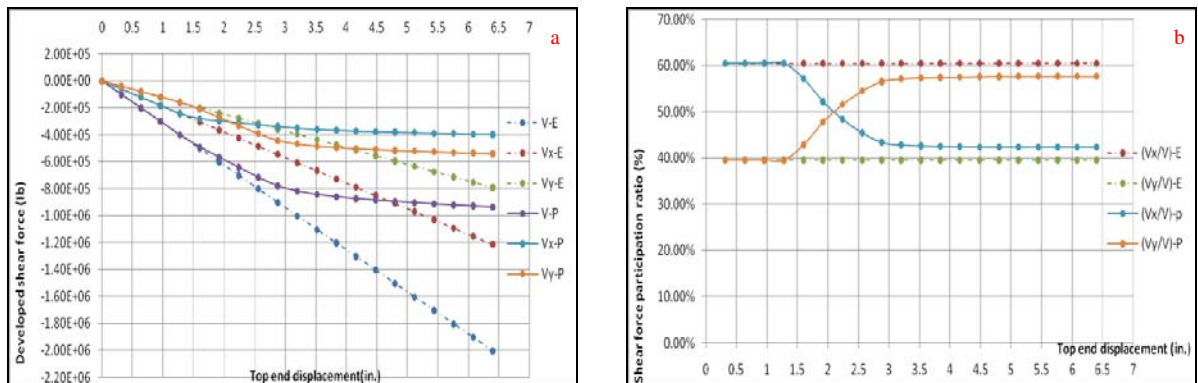 0 0.5 1 1.5 2 2.5 3 3.5 4 4.5 5 5.5 6 6.5
a
2.00E+05
0.00E+00
-2.00E+05
-4.00E+05
-6.00E+05
-8.00E+05
-1.00E+06
-1.20E+06
-1.40E+06
-1.60E+06
-1.80E+06
-2.00E+06
-2.20E+06
Developed shear force (lb)
Top end displacement(in.)
V-E
Vx-E
Vy-E
V-P
Vx-P
Vy-P
b
70.00%
60.00%
50.00%
40.00%
30.00%
20.00%
10.00%
0.00%
Shear force participation ratio (%)
(Vx/V)-E
(Vy/V)-E
(Vx/V)-p
(Vy/V)-P
Top end displacement (in.)
0 0.5 1 1.5 2 2.5 3 3.5 4 4.5 5 5.5 6 6.5 7